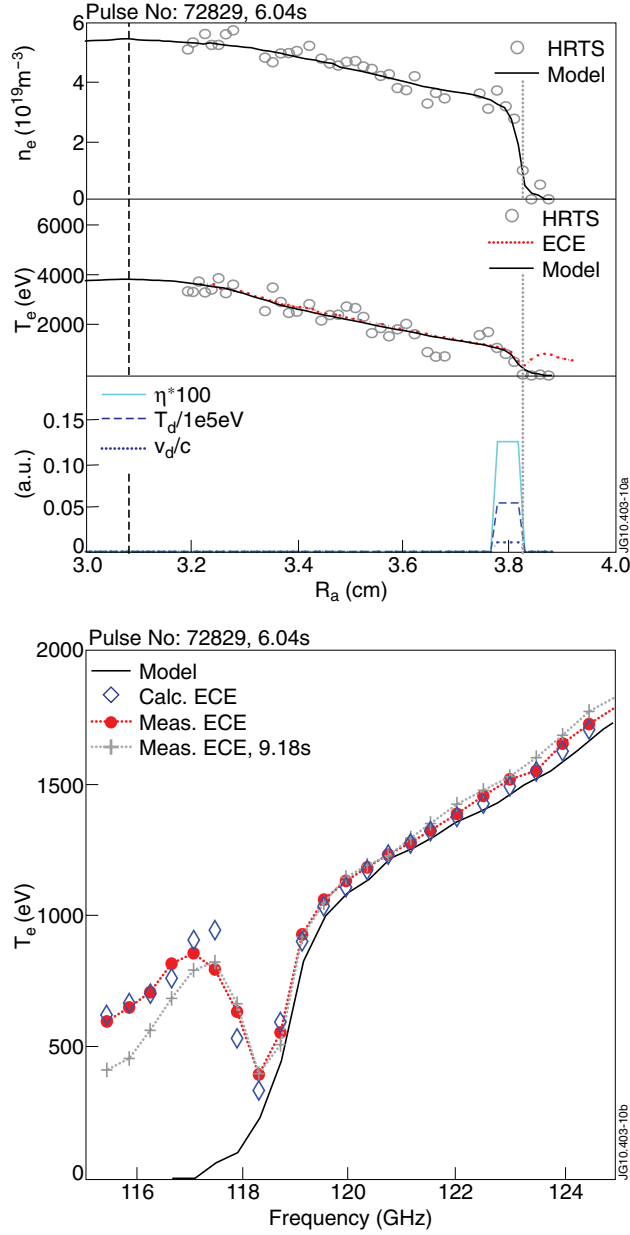 Pulse No: 72829, 6.04s
6
4
2
0
n_e (10^19 m^-3)
HRTS
Model
6000
4000
2000
T_e (eV)
HRTS
ECE
Model
η*100
T_d/1e5eV
v_d/c
0.15
0.10
0.05
0
(a.u.)
3.0 3.2 3.4 3.6 3.8 4.0
R_a (cm)
JG10.403-10a
Pulse No: 72829, 6.04s
2000
1500
1000
500
0
T_e (eV)
Model
Calc. ECE
Meas. ECE
Meas. ECE, 9.18s
116 118 120 122 124
Frequency (GHz)
JG10.403-10b